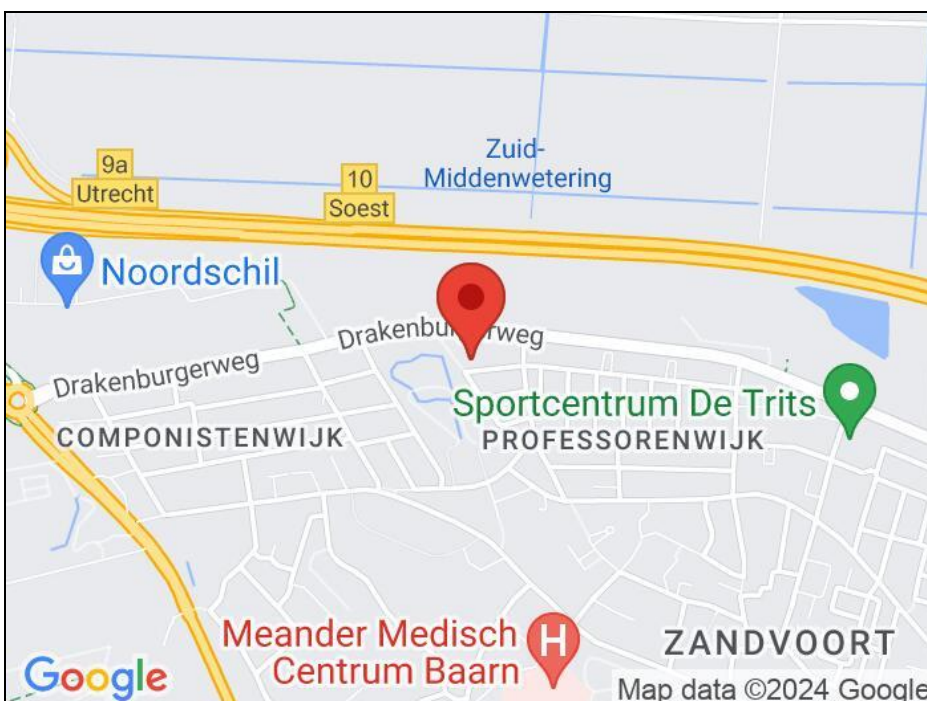 Zuid-
Middenwetering
9a
Utrecht
10
Soest
Noordschil
Drakenburgerweg
Drakenburgerweg
Sportcentrum De Trits
COMPONISTENWIJK
PROFESSORENWIJK
Meander Medisch
Centrum Baarn
H
ZANDVOORT
Google
Map data ©2024 Google